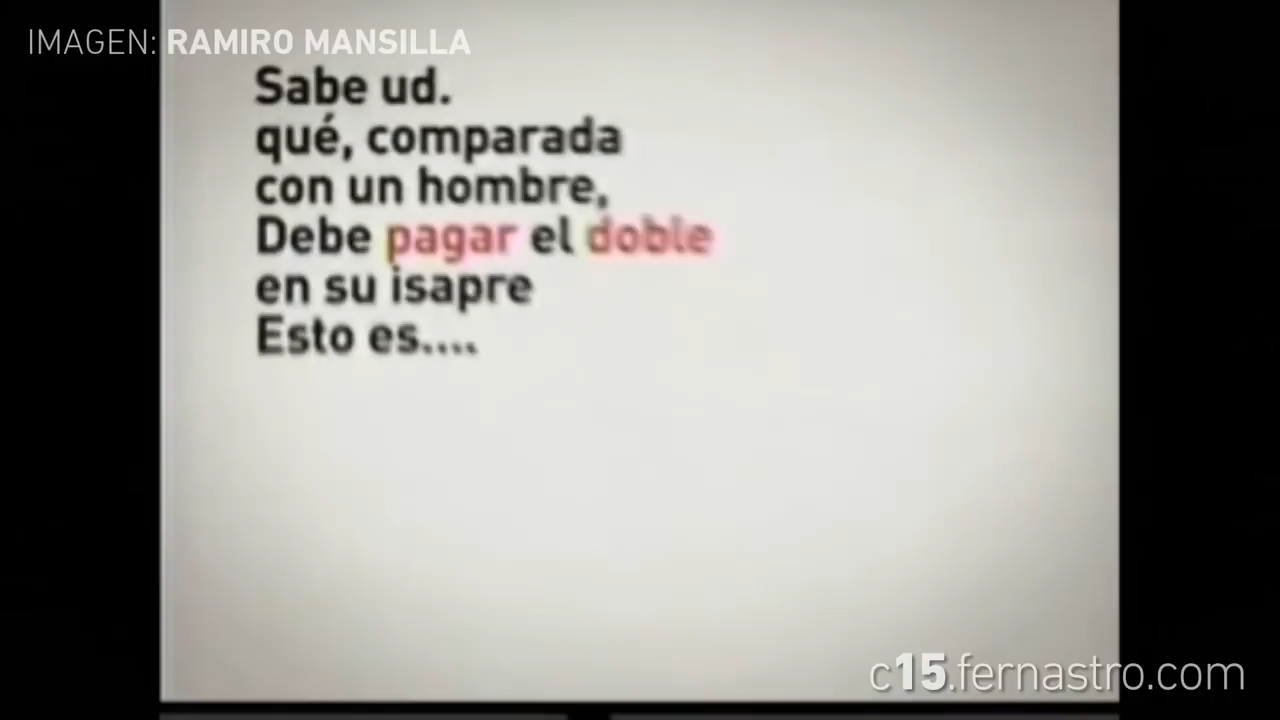 IMAGEN: RAMIRO MANSILLA
Sabe ud.
qué, comparada
con un hombre,
Debe pagar el doble
en su isapre
Esto es....
c15.fernastro.com